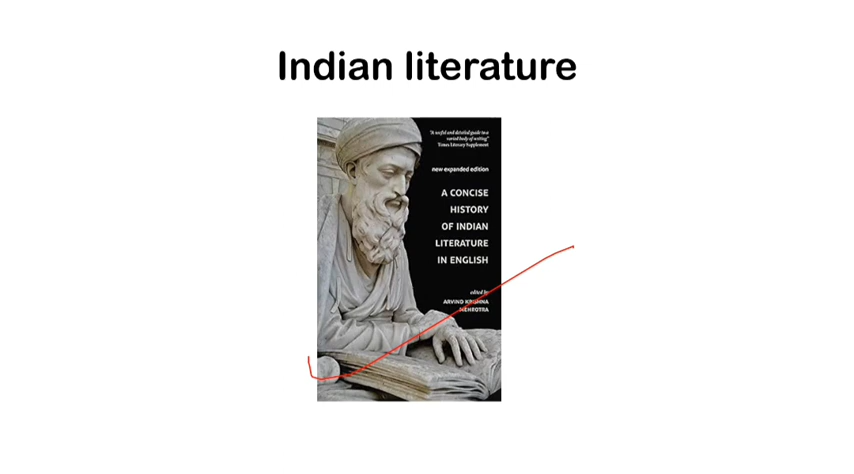 Indian literature
"A useful and detailed guide to a
varied body of writing"
Times Literary Supplement
new expanded edition
A CONCISE
HISTORY
OF INDIAN
LITERATURE
IN ENGLISH
edited by
ARVIND KRISHNA
MEHROTRA